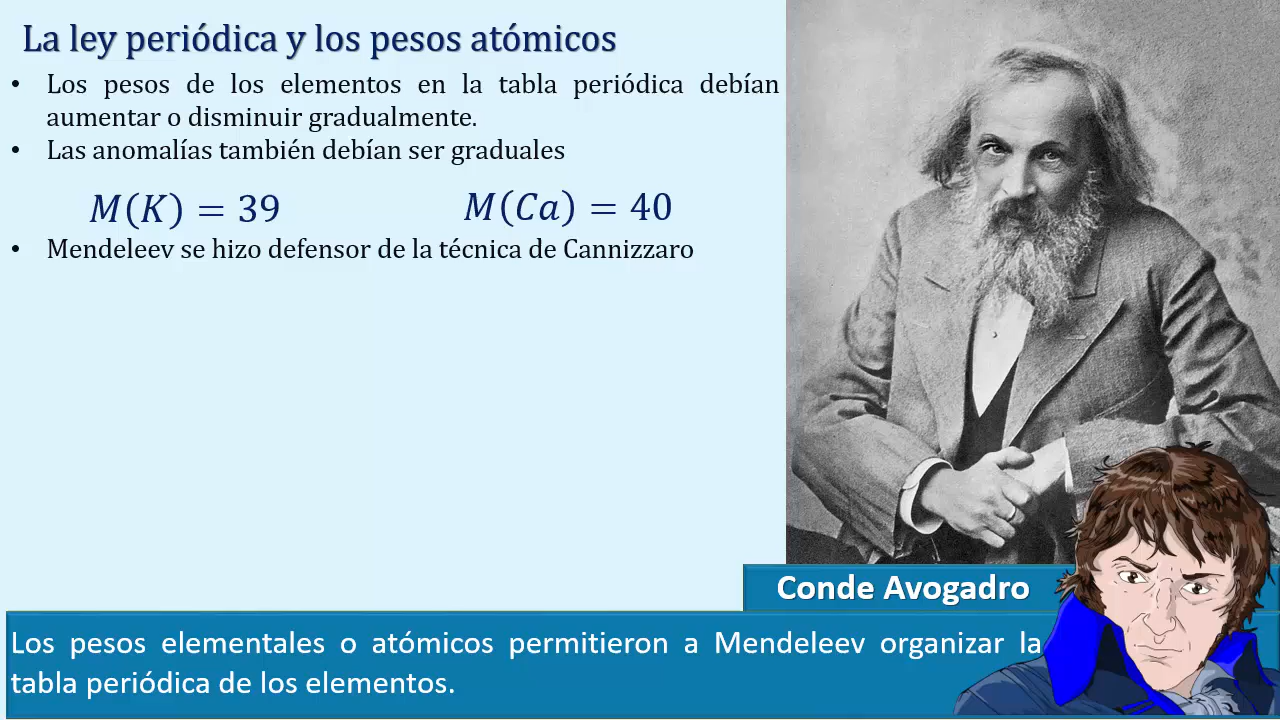 La ley periódica y los pesos atómicos
• Los pesos de los elementos en la tabla periódica debían
aumentar o disminuir gradualmente.
• Las anomalías también debían ser graduales
M(K) = 39 M(Ca) = 40
• Mendeleev se hizo defensor de la técnica de Cannizzaro
Conde Avogadro
Los pesos elementales o atómicos permitieron a Mendeleev organizar la
tabla periódica de los elementos.